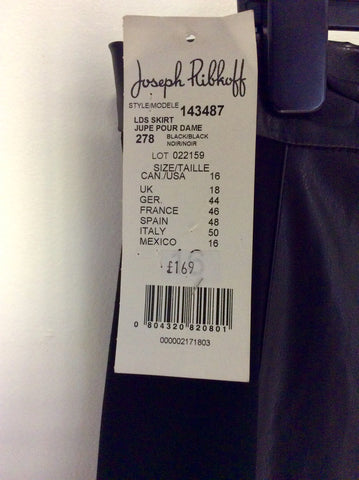 Joseph Ribkoff
STYLE/MODELE 143487
LDS SKIRT
JUPE POUR DAME
278 BLACK/BLACK
NOIR/NOIR
LOT 022159
SIZE/TAILLE
CAN./USA 16
UK 18
GER. 44
FRANCE 46
SPAIN 48
ITALY 50
MEXICO 16
16
£169
0 804320 820801
000002171803